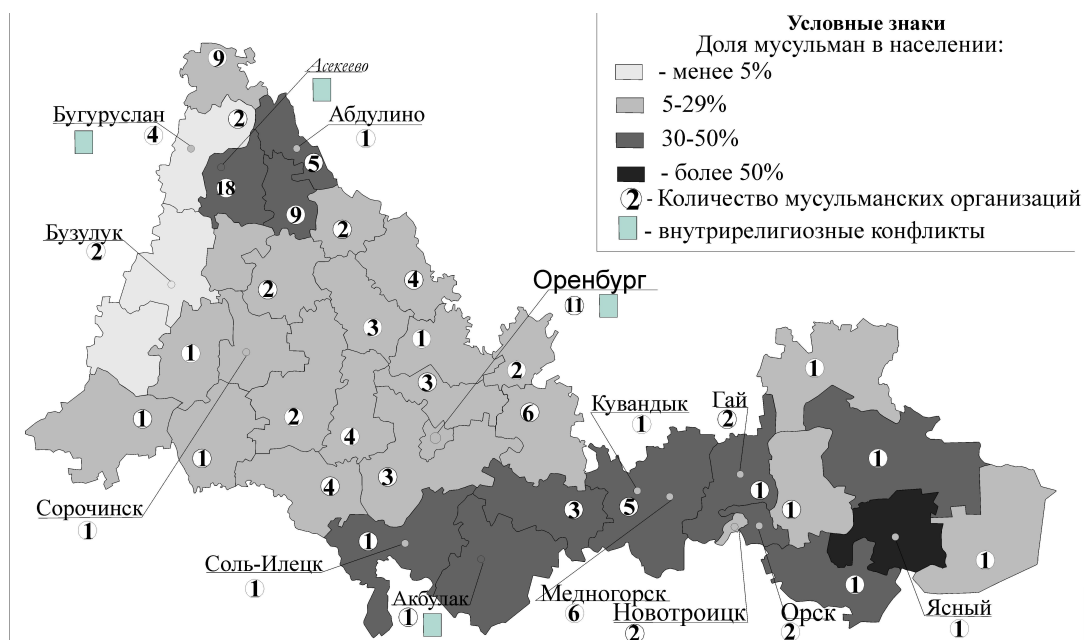 Условные знаки
Доля мусульман в населении:
- менее 5%
5-29%
30-50%
- более 50%
2 - Количество мусульманских организаций
- внутрирелигиозные конфликты
9
Асекеево
Бугуруслан
4
2
Абдулино
1
5
18
9
2
Бузулук
2
2
4
Оренбург
11
3
1
1
2
1
3
6
Кувандык
1
Гай
2
1
2
4
1
1
4
3
1
1
5
3
1
Сорочинск
1
1
Соль-Илецк
1
1
1
Акбулак
1
Медногорск
6
Новотроицк
2
Орск
2
Ясный
1